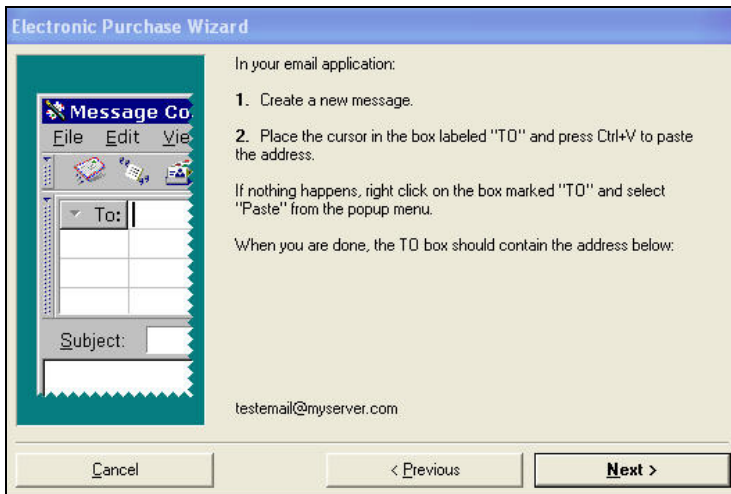 Electronic Purchase Wizard
In your email application:
1. Create a new message.
2. Place the cursor in the box labeled "TO" and press Ctrl+V to paste
the address.
If nothing happens, right click on the box marked "TO" and select
"Paste" from the popup menu.
When you are done, the TO box should contain the address below:
Message Co
File Edit Vie
To:
Subject:
testemail@myserver.com
Cancel
< Previous
Next >